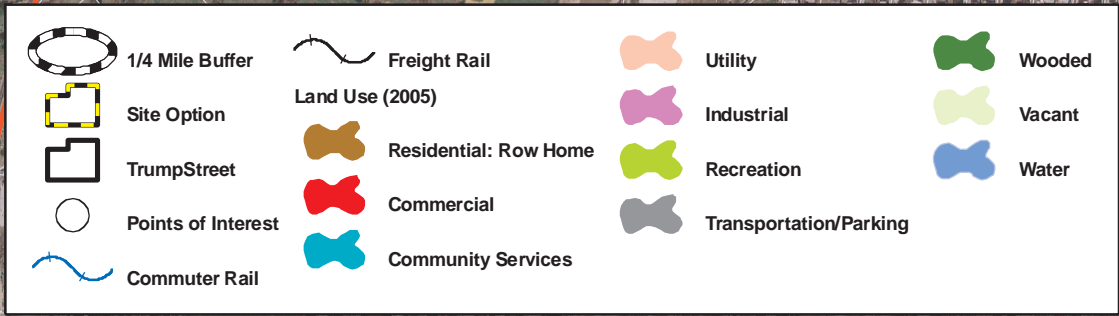 1/4 Mile Buffer
Site Option
TrumpStreet
Points of Interest
Commuter Rail
Freight Rail
Land Use (2005)
Residential: Row Home
Commercial
Community Services
Utility
Industrial
Recreation
Transportation/Parking
Wooded
Vacant
Water